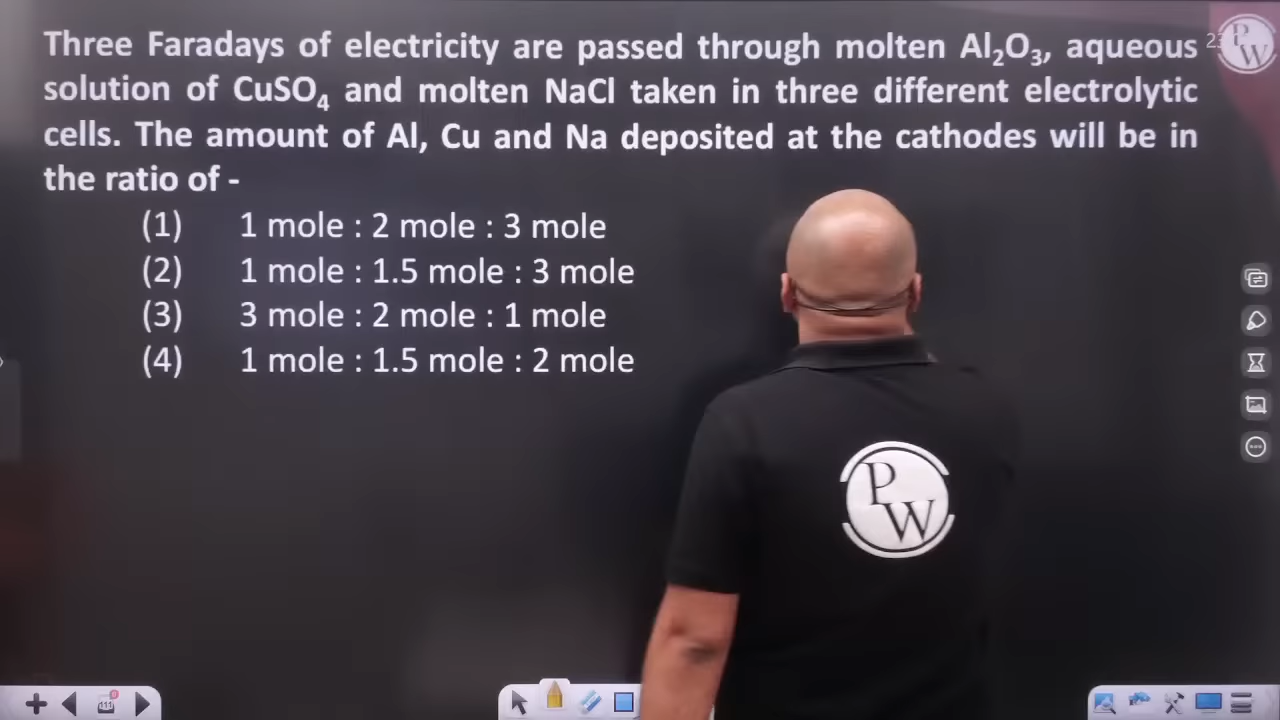 Three Faradays of electricity are passed through molten Al₂O₃, aqueous
solution of CuSO₄ and molten NaCl taken in three different electrolytic
cells. The amount of Al, Cu and Na deposited at the cathodes will be in
the ratio of -
(1) 1 mole : 2 mole : 3 mole
(2) 1 mole : 1.5 mole : 3 mole
(3) 3 mole : 2 mole : 1 mole
(4) 1 mole : 1.5 mole : 2 mole
PW
PW
111